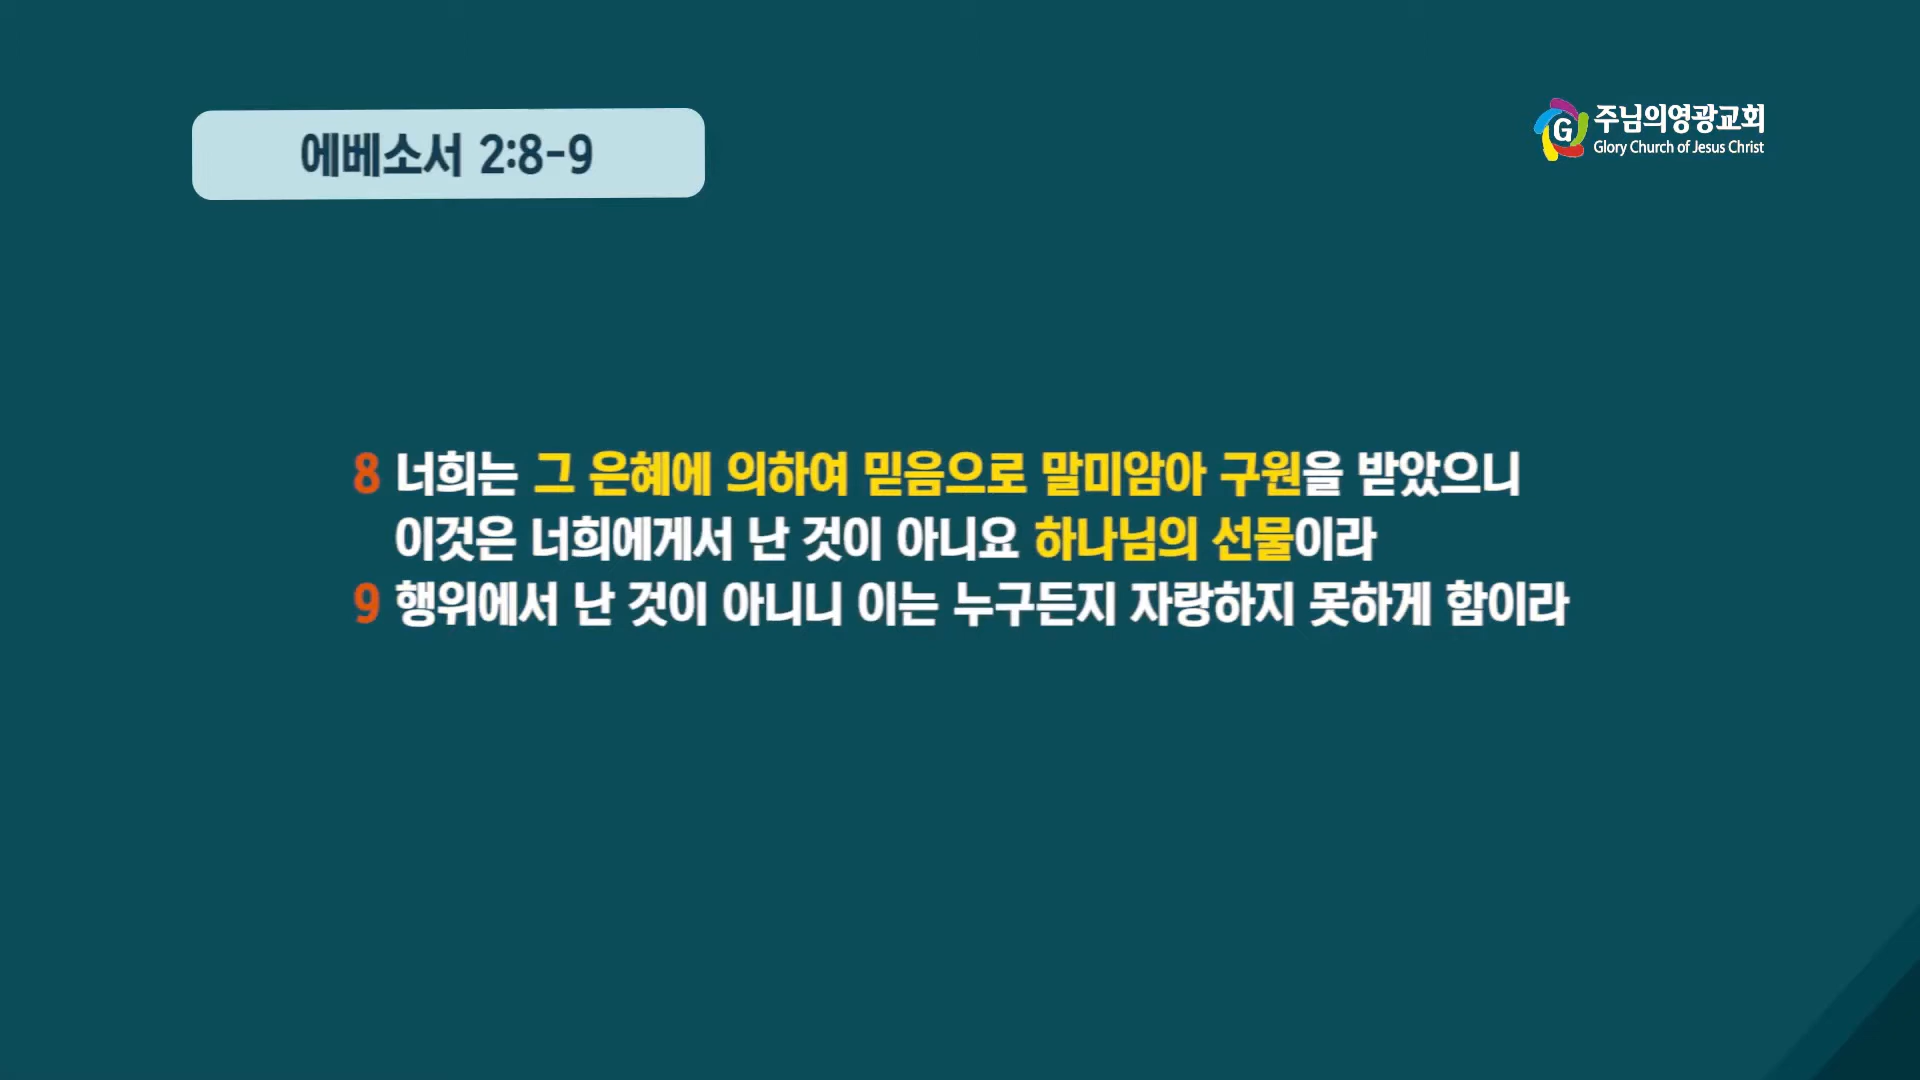 에베소서 2:8-9
주님의영광교회
Glory Church of Jesus Christ
8 너희는 그 은혜에 의하여 믿음으로 말미암아 구원을 받았으니
이것은 너희에게서 난 것이 아니요 하나님의 선물이라
9 행위에서 난 것이 아니니 이는 누구든지 자랑하지 못하게 함이라